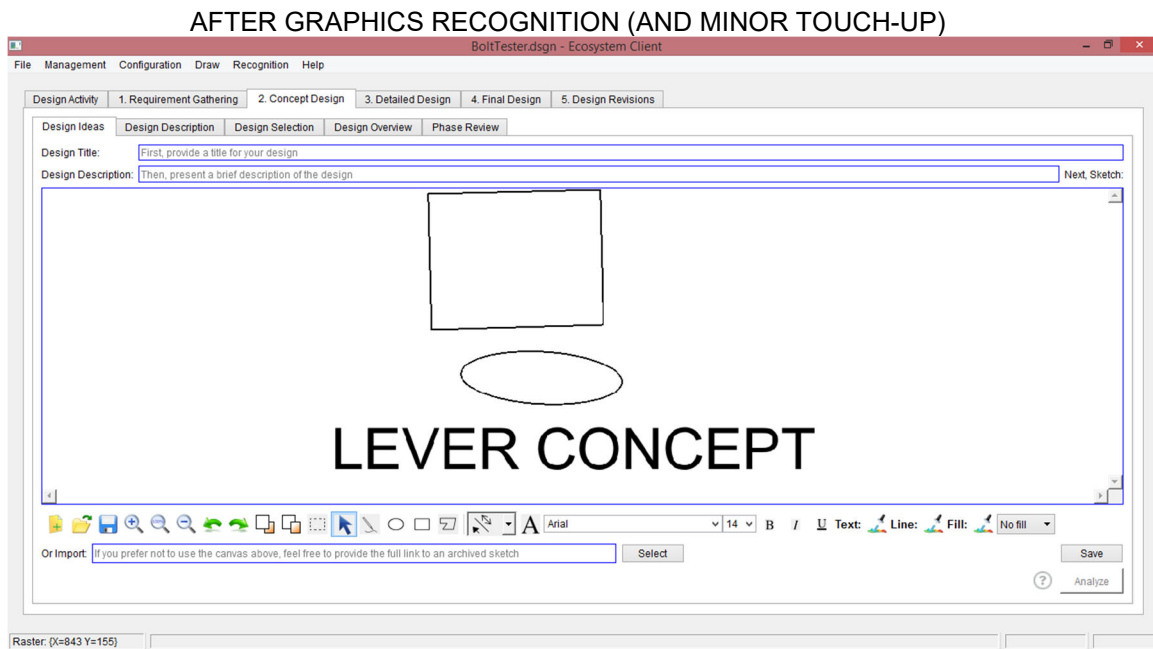 AFTER GRAPHICS RECOGNITION (AND MINOR TOUCH-UP)
BoltTester.dsgn - Ecosystem Client
File Management Configuration Draw Recognition Help
Design Activity 1. Requirement Gathering 2. Concept Design 3. Detailed Design 4. Final Design 5. Design Revisions
Design Ideas Design Description Design Selection Design Overview Phase Review
Design Title: First, provide a title for your design
Design Description: Then, present a brief description of the design Next, Sketch:
LEVER CONCEPT
A Arial 14 B I U Text: Line: Fill: No fill
Or Import: If you prefer not to use the canvas above, feel free to provide the full link to an archived sketch Select Save
? Analyze
Raster: {X=843 Y=155}